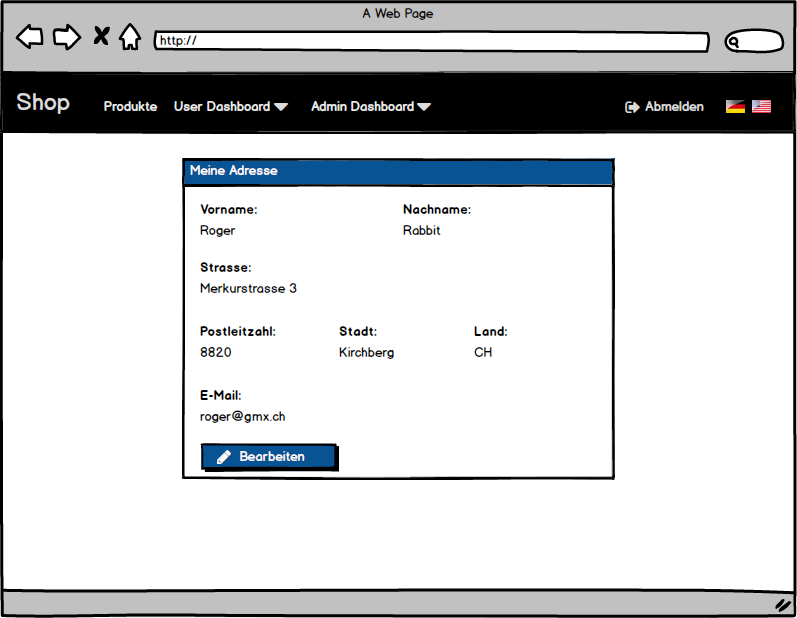 A Web Page
http://
Shop Produkte User Dashboard Admin Dashboard Abmelden
Meine Adresse
Vorname: Nachname:
Roger Rabbit
Strasse:
Merkurstrasse 3
Postleitzahl: Stadt: Land:
8820 Kirchberg CH
E-Mail:
roger@gmx.ch
Bearbeiten